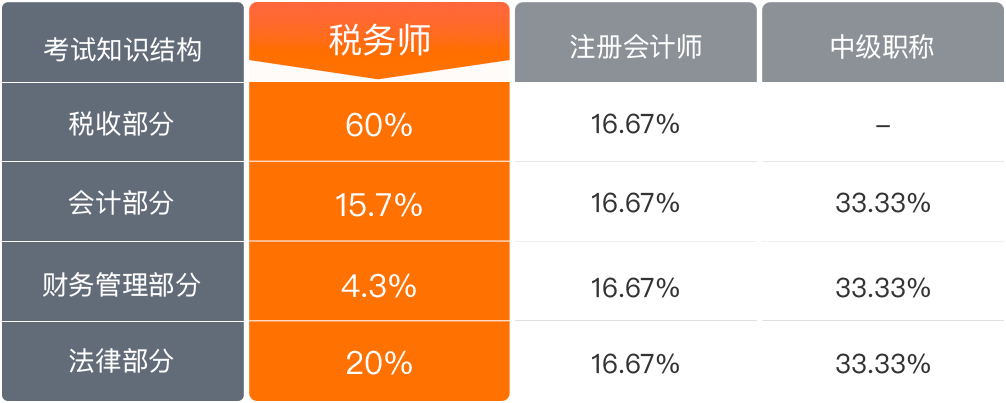 考试知识结构 税务师 注册会计师 中级职称
税收部分 60% 16.67% –
会计部分 15.7% 16.67% 33.33%
财务管理部分 4.3% 16.67% 33.33%
法律部分 20% 16.67% 33.33%